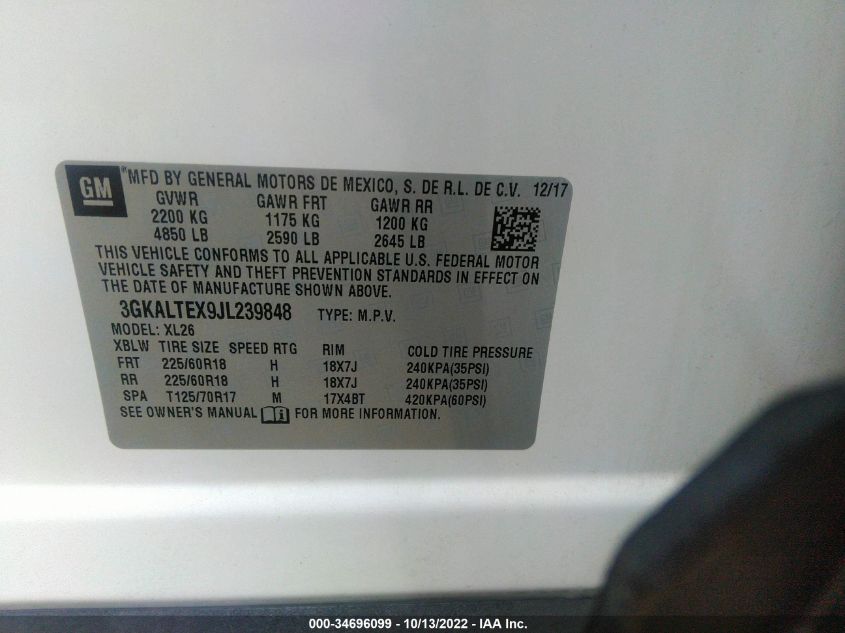 GM
MFD BY GENERAL MOTORS DE MEXICO, S. DE R.L. DE C.V. 12/17
GVWR GAWR FRT GAWR RR
2200 KG 1175 KG 1200 KG
4850 LB 2590 LB 2645 LB
THIS VEHICLE CONFORMS TO ALL APPLICABLE U.S. FEDERAL MOTOR
VEHICLE SAFETY AND THEFT PREVENTION STANDARDS IN EFFECT ON
THE DATE OF MANUFACTURE SHOWN ABOVE.
3GKALTEX9JL239848 TYPE: M.P.V.
MODEL: XL26
XBLW TIRE SIZE SPEED RTG RIM COLD TIRE PRESSURE
FRT 225/60R18 H 18X7J 240KPA(35PSI)
RR 225/60R18 H 18X7J 240KPA(35PSI)
SPA T125/70R17 M 17X4BT 420KPA(60PSI)
SEE OWNER'S MANUAL FOR MORE INFORMATION.
000-34696099 - 10/13/2022 - IAA Inc.